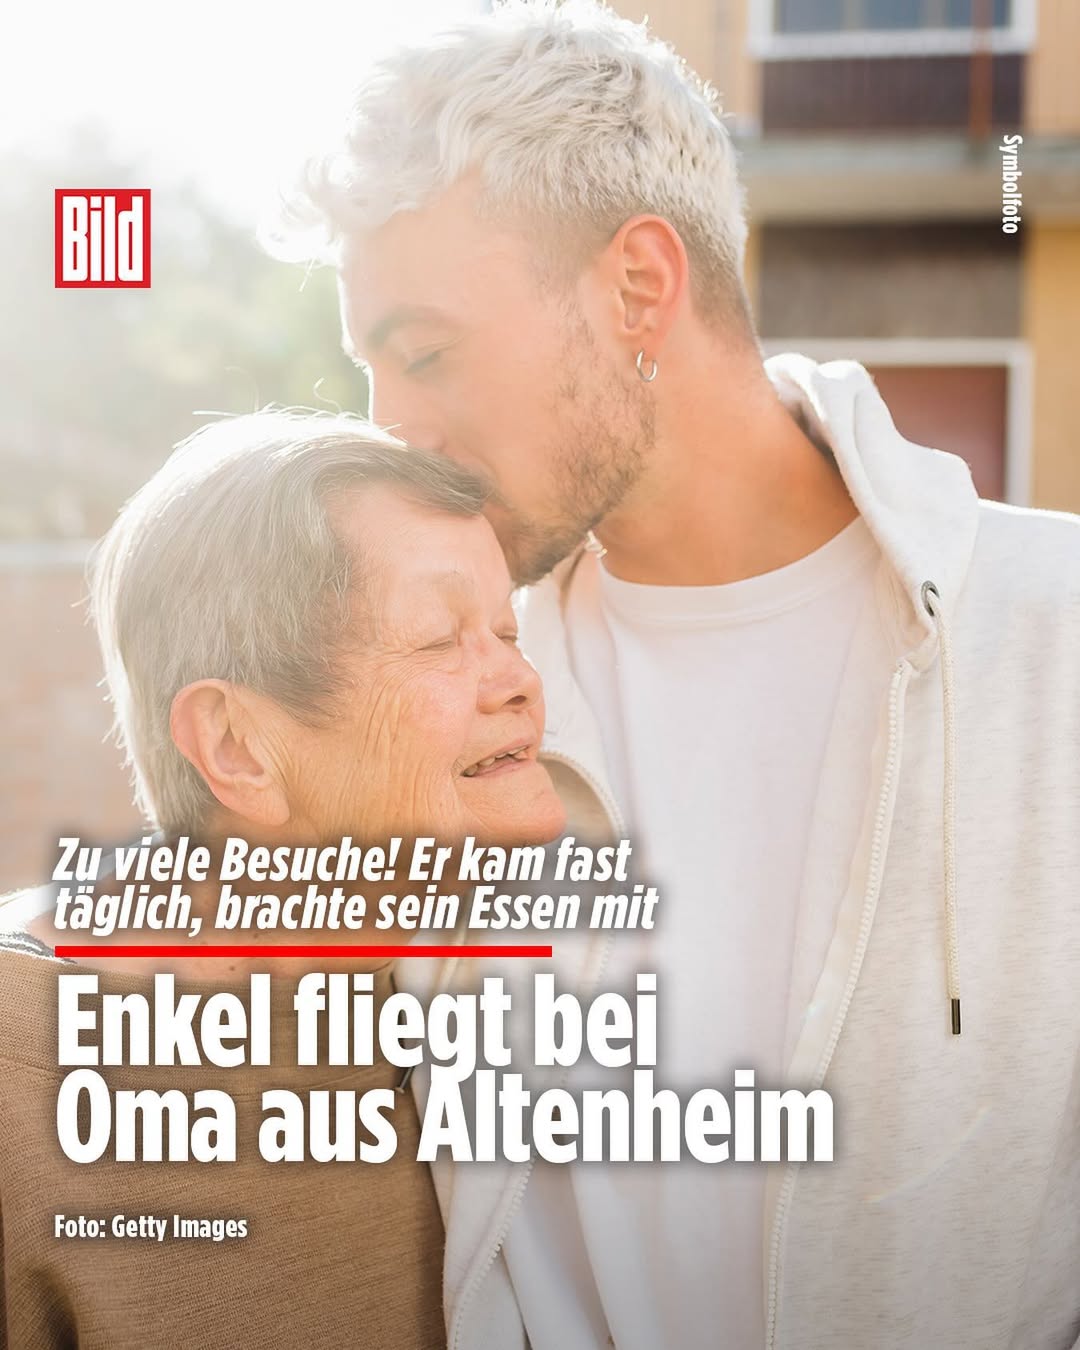 Symbolfoto
Bild
Zu viele Besuche! Er kam fast
täglich, brachte sein Essen mit
Enkel fliegt bei
Oma aus Altenheim
Foto: Getty Images